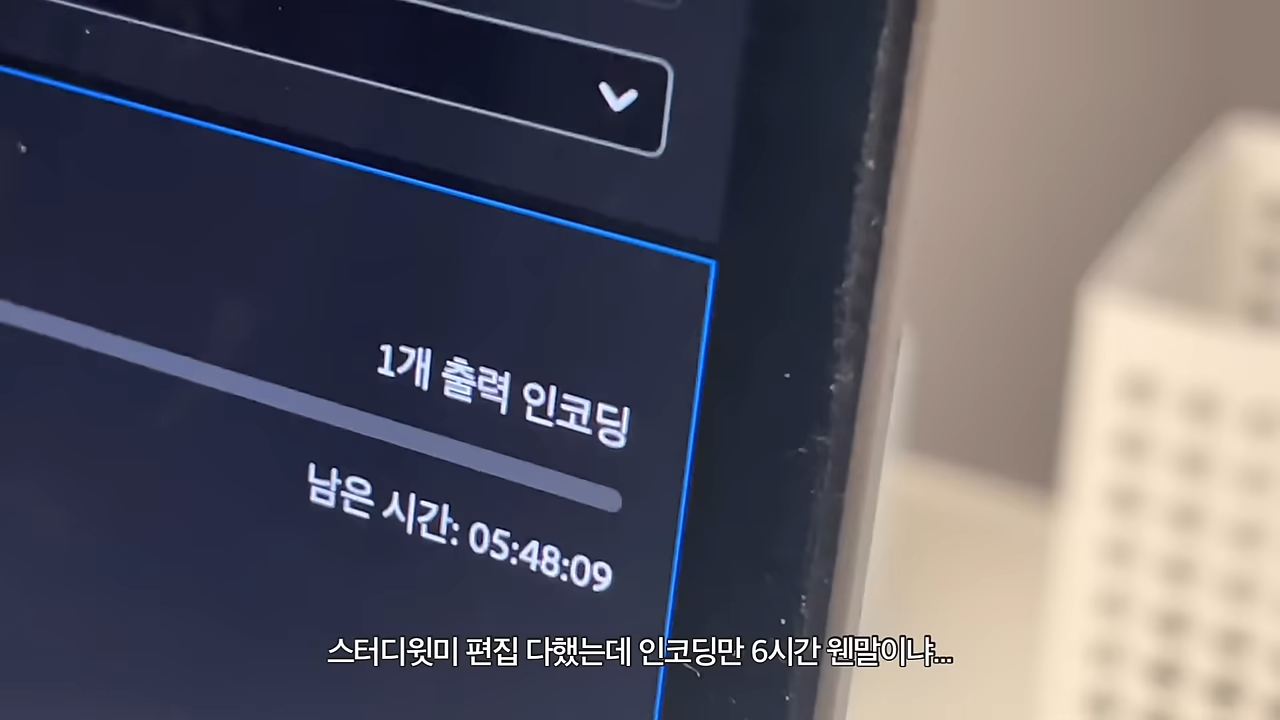 1개 출력 인코딩
남은 시간: 05:48:09
스터디윗미 편집 다했는데 인코딩만 6시간 웬말이냐...